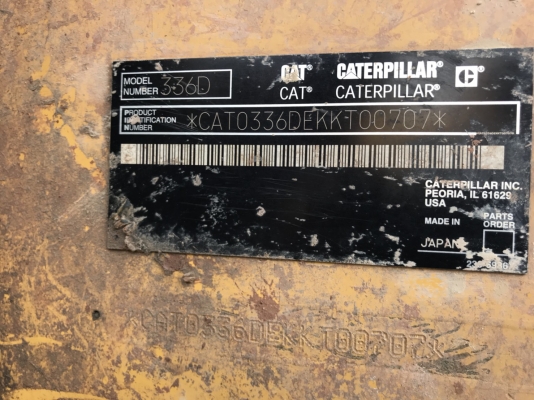 MODEL NUMBER 336D
CAT CATERPILLAR C
CAT® CATERPILLAR®
PRODUCT IDENTIFICATION NUMBER *CAT0336DEKKT00707*
CATERPILLAR INC.
PEORIA, IL 61629
USA
MADE IN
JAPAN
PARTS ORDER
*CAT0336DEKKT00707*